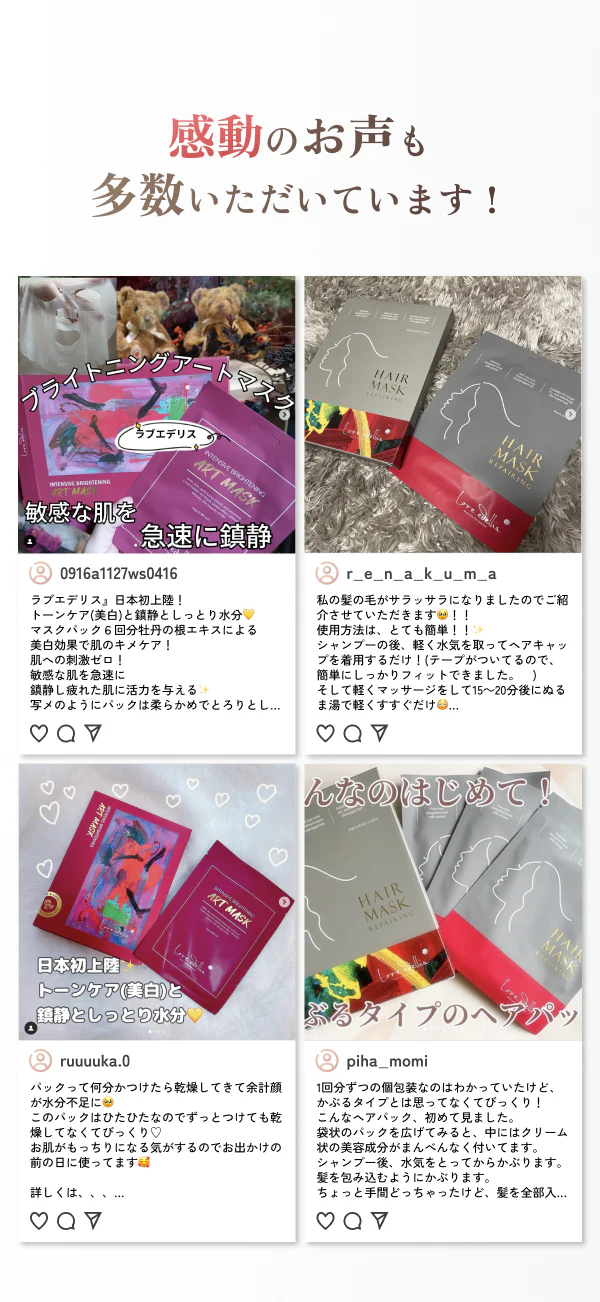 感動のお声も
多数いただいています！
ブライトニングアートマスク
ラブエデリス
INTENSIVE BRIGHTENING
ART MASK
INTENSIVE BRIGHTENING
ART MASK
敏感な肌を
急速に鎮静
0916a1127ws0416
ラブエデリス』日本初上陸！
トーンケア(美白)と鎮静としっとり水分💛
マスクパック６回分牡丹の根エキスによる
美白効果で肌のキメケア！
肌への刺激ゼロ！
敏感な肌を急速に
鎮静し疲れた肌に活力を与える✨
写メのようにパックは柔らかめでとろりとし...
HAIR
MASK
REPAIRING
HAIR
MASK
REPAIRING
Love edellis
r_e_n_a_k_u_m_a
私の髪の毛がサラッサラになりましたのでご紹
介させていただきます🥹！！
使用方法は、とても簡単！！✨
シャンプーの後、軽く水気を取ってヘアキャッ
プを着用するだけ！(テープがついてるので、
簡単にしっかりフィットできました。　)
そして軽くマッサージをして15〜20分後にぬる
ま湯で軽くすすぐだけ😳...
ART MASK
INTENSIVE BRIGHTENING
ART MASK
Love edellis
日本初上陸✨
トーンケア(美白)と
鎮静としっとり水分💛
ruuuuka.0
パックって何分かつけたら乾燥してきて余計顔
が水分不足に🥹
このパックはひたひたなのでずっとつけても乾
燥してなくてびっくり♡
お肌がもっちりになる気がするのでお出かけの
前の日に使ってます🥰
詳しくは、、、...
んなのはじめて！
HAIR
MASK
REPAIRING
Love edellis
ぶるタイプのヘアパッ
piha_momi
1回分ずつの個包装なのはわかっていたけど、
かぶるタイプとは思ってなくてびっくり！
こんなヘアパック、初めて見ました。
袋状のパックを広げてみると、中にはクリーム
状の美容成分がまんべんなく付いてます。
シャンプー後、水気をとってからかぶります。
髪を包み込むようにかぶります。
ちょっと手間どっちゃったけど、髪を全部入...